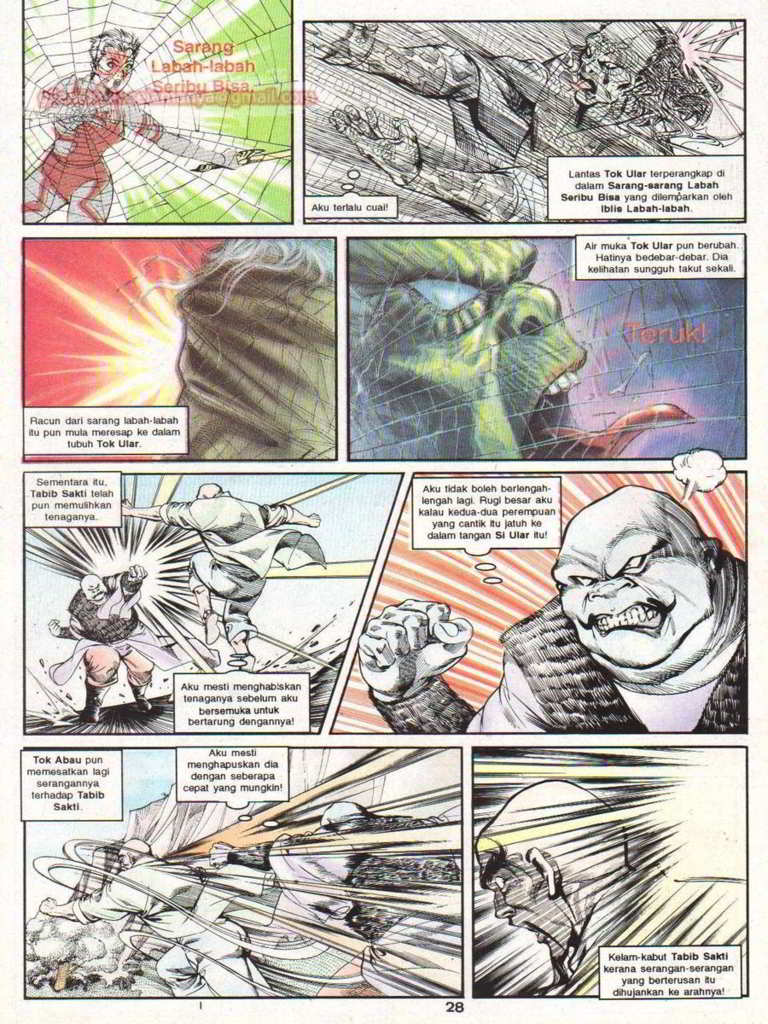 Sarang
Labah-labah
Seribu Bisa.
Aku terlalu cuai!
Lantas Tok Ular terperangkap di
dalam Sarang-sarang Labah
Seribu Bisa yang dilemparkan oleh
Iblis Labah-labah.
Racun dari sarang labah-labah
itu pun mula meresap ke dalam
tubuh Tok Ular.
Air muka Tok Ular pun berubah.
Hatinya bedebar-debar. Dia
kelihatan sungguh takut sekali.
Teruk!
Sementara itu,
Tabib Sakti telah
pun memulihkan
tenaganya.
Aku mesti menghabiskan
tenaganya sebelum aku
bersemuka untuk
bertarung dengannya!
Aku tidak boleh berlengah-
lengah lagi. Rugi besar aku
kalau kedua-dua perempuan
yang cantik itu jatuh ke
dalam tangan Si Ular itu!
Tok Abau pun
memesatkan lagi
serangannya
terhadap Tabib
Sakti.
Aku mesti
menghapuskan dia
dengan seberapa
cepat yang mungkin!
Kelam-kabut Tabib Sakti
kerana serangan-serangan
yang berterusan itu
dihujankan ke arahnya!
28